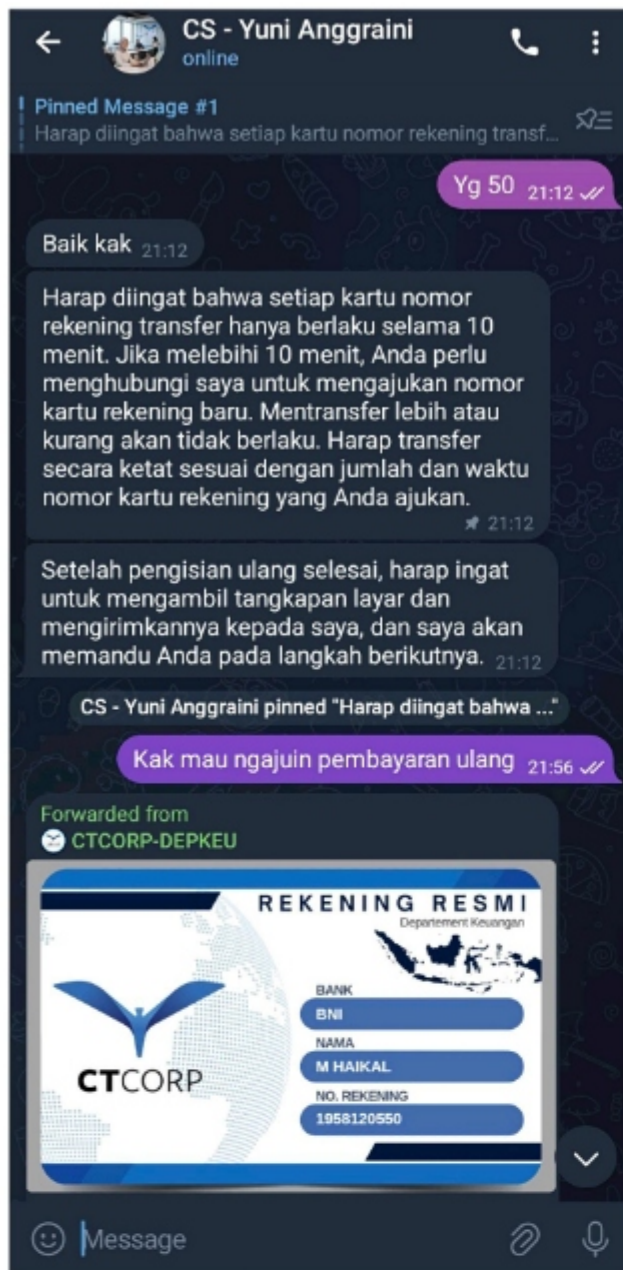 CS - Yuni Anggraini
online
Pinned Message #1
Harap diingat bahwa setiap kartu nomor rekening transf...
Yg 50 21:12
Baik kak 21:12
Harap diingat bahwa setiap kartu nomor
rekening transfer hanya berlaku selama 10
menit. Jika melebihi 10 menit, Anda perlu
menghubungi saya untuk mengajukan nomor
kartu rekening baru. Mentransfer lebih atau
kurang akan tidak berlaku. Harap transfer
secara ketat sesuai dengan jumlah dan waktu
nomor kartu rekening yang Anda ajukan.
21:12
Setelah pengisian ulang selesai, harap ingat
untuk mengambil tangkapan layar dan
mengirimkannya kepada saya, dan saya akan
memandu Anda pada langkah berikutnya. 21:12
CS - Yuni Anggraini pinned "Harap diingat bahwa ..."
Kak mau ngajuin pembayaran ulang 21:56
Forwarded from
CTCORP-DEPKEU
REKENING RESMI
Departement Keuangan
CTCORP
BANK
BNI
NAMA
M HAIKAL
NO. REKENING
1958120550
Message